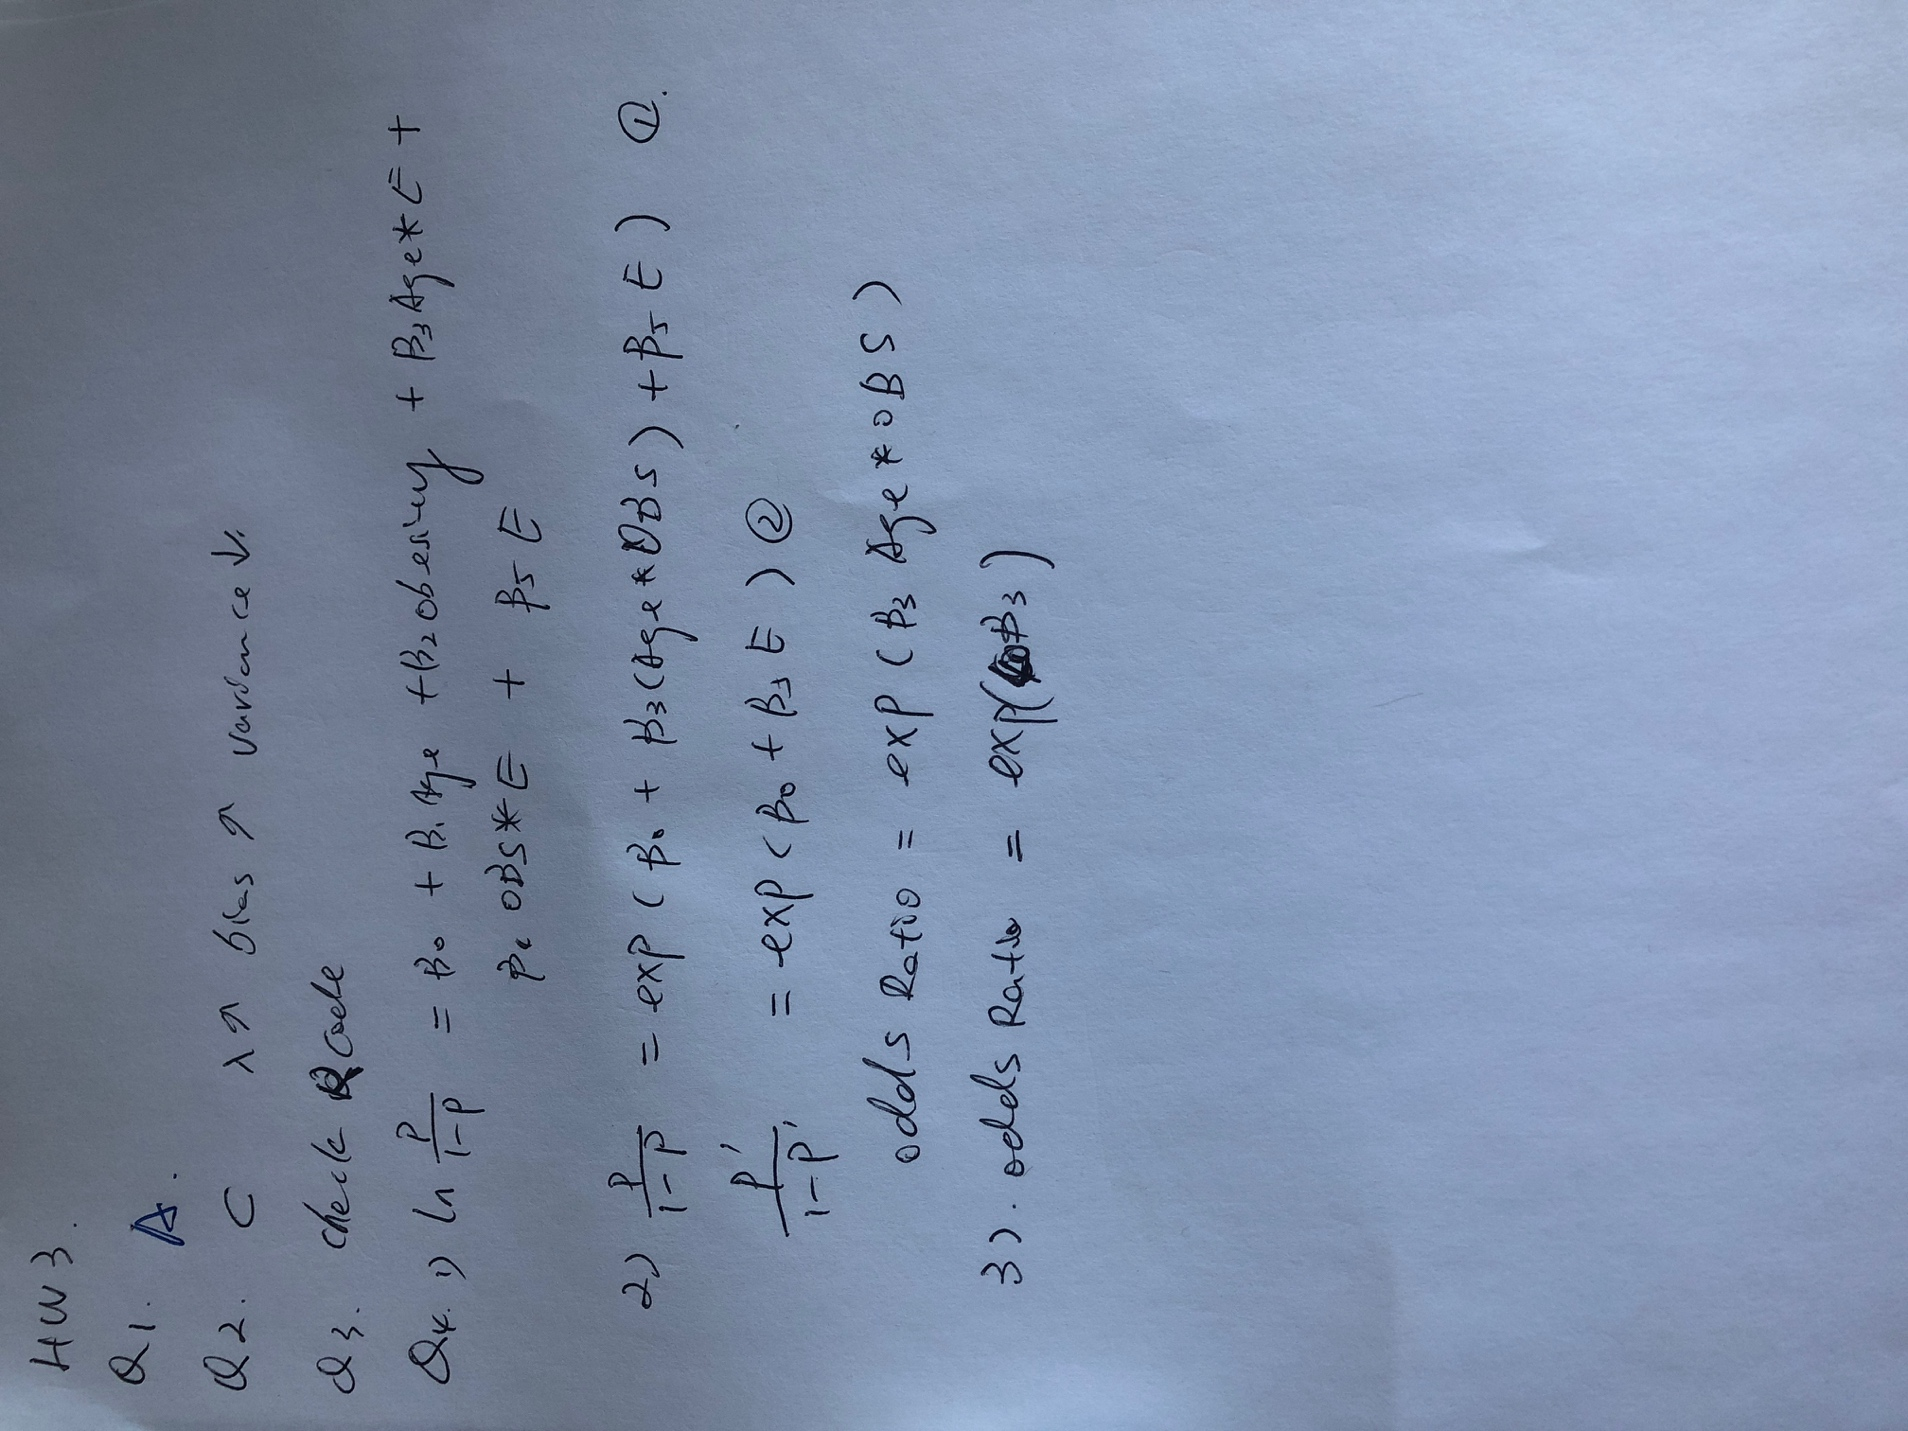 HW 3.
Q1. A.
Q2. C λ↑ bias ↑ variance ↓.
Q3. check R code
Q4. 1) ln P/1-P = β0 + β1 Age + β2 Obesity + β3 Age*E +
OBS*E + β5 E
2) P/1-P = exp ( β0 + β3 (Age*OBS) + β5 E ) ①.
P'/1-P' = exp ( β0 + β5 E ) ②
odds Ratio = exp ( β3 Age*OBS )
3). odds Ratio = exp( β3 )